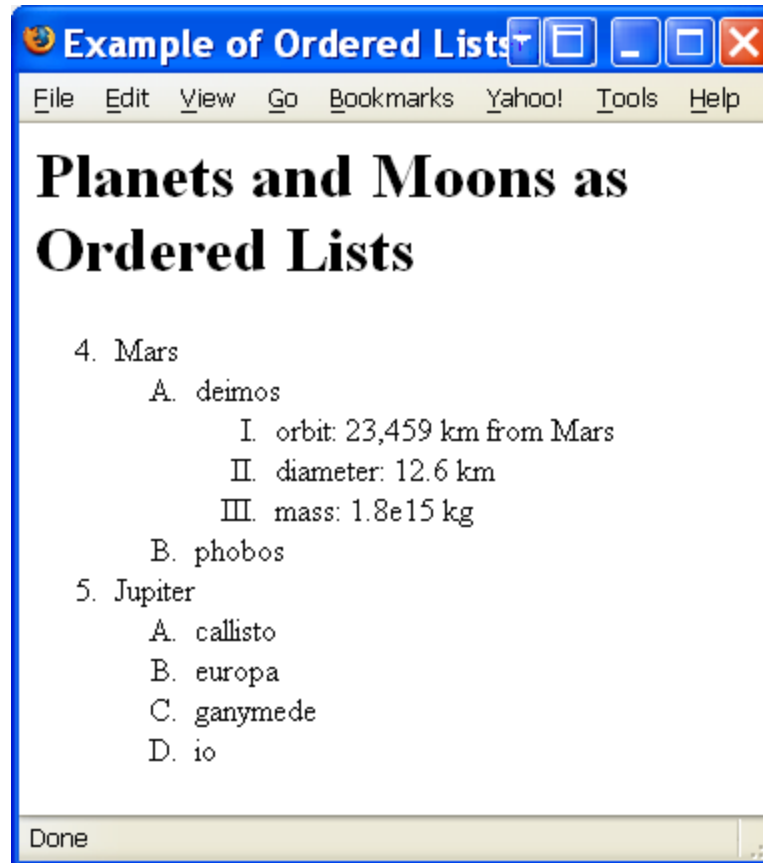 Example of Ordered Lists
File Edit View Go Bookmarks Yahoo! Tools Help
Planets and Moons as
Ordered Lists
4. Mars
A. deimos
I. orbit: 23,459 km from Mars
II. diameter: 12.6 km
III. mass: 1.8e15 kg
B. phobos
5. Jupiter
A. callisto
B. europa
C. ganymede
D. io
Done